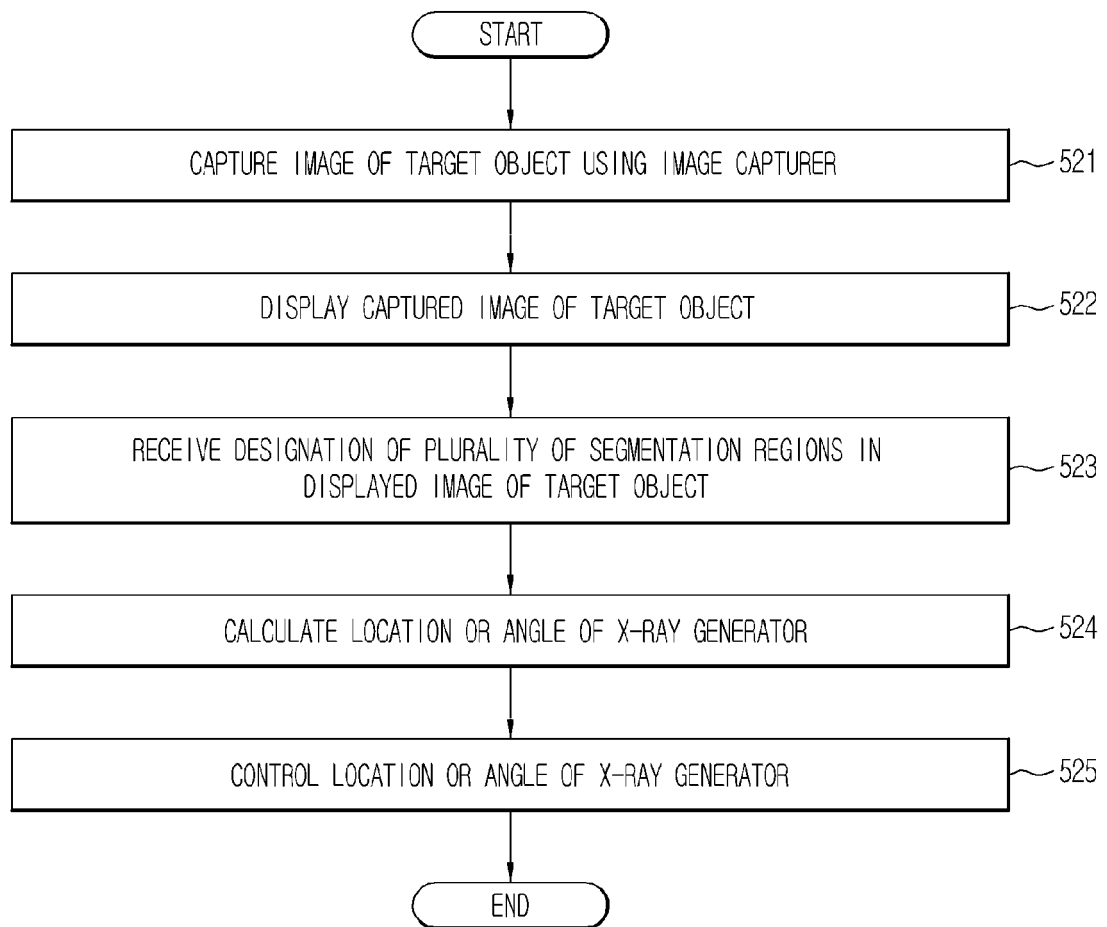 START
CAPTURE IMAGE OF TARGET OBJECT USING IMAGE CAPTURER
521
DISPLAY CAPTURED IMAGE OF TARGET OBJECT
522
RECEIVE DESIGNATION OF PLURALITY OF SEGMENTATION REGIONS IN
DISPLAYED IMAGE OF TARGET OBJECT
523
CALCULATE LOCATION OR ANGLE OF X-RAY GENERATOR
524
CONTROL LOCATION OR ANGLE OF X-RAY GENERATOR
525
END